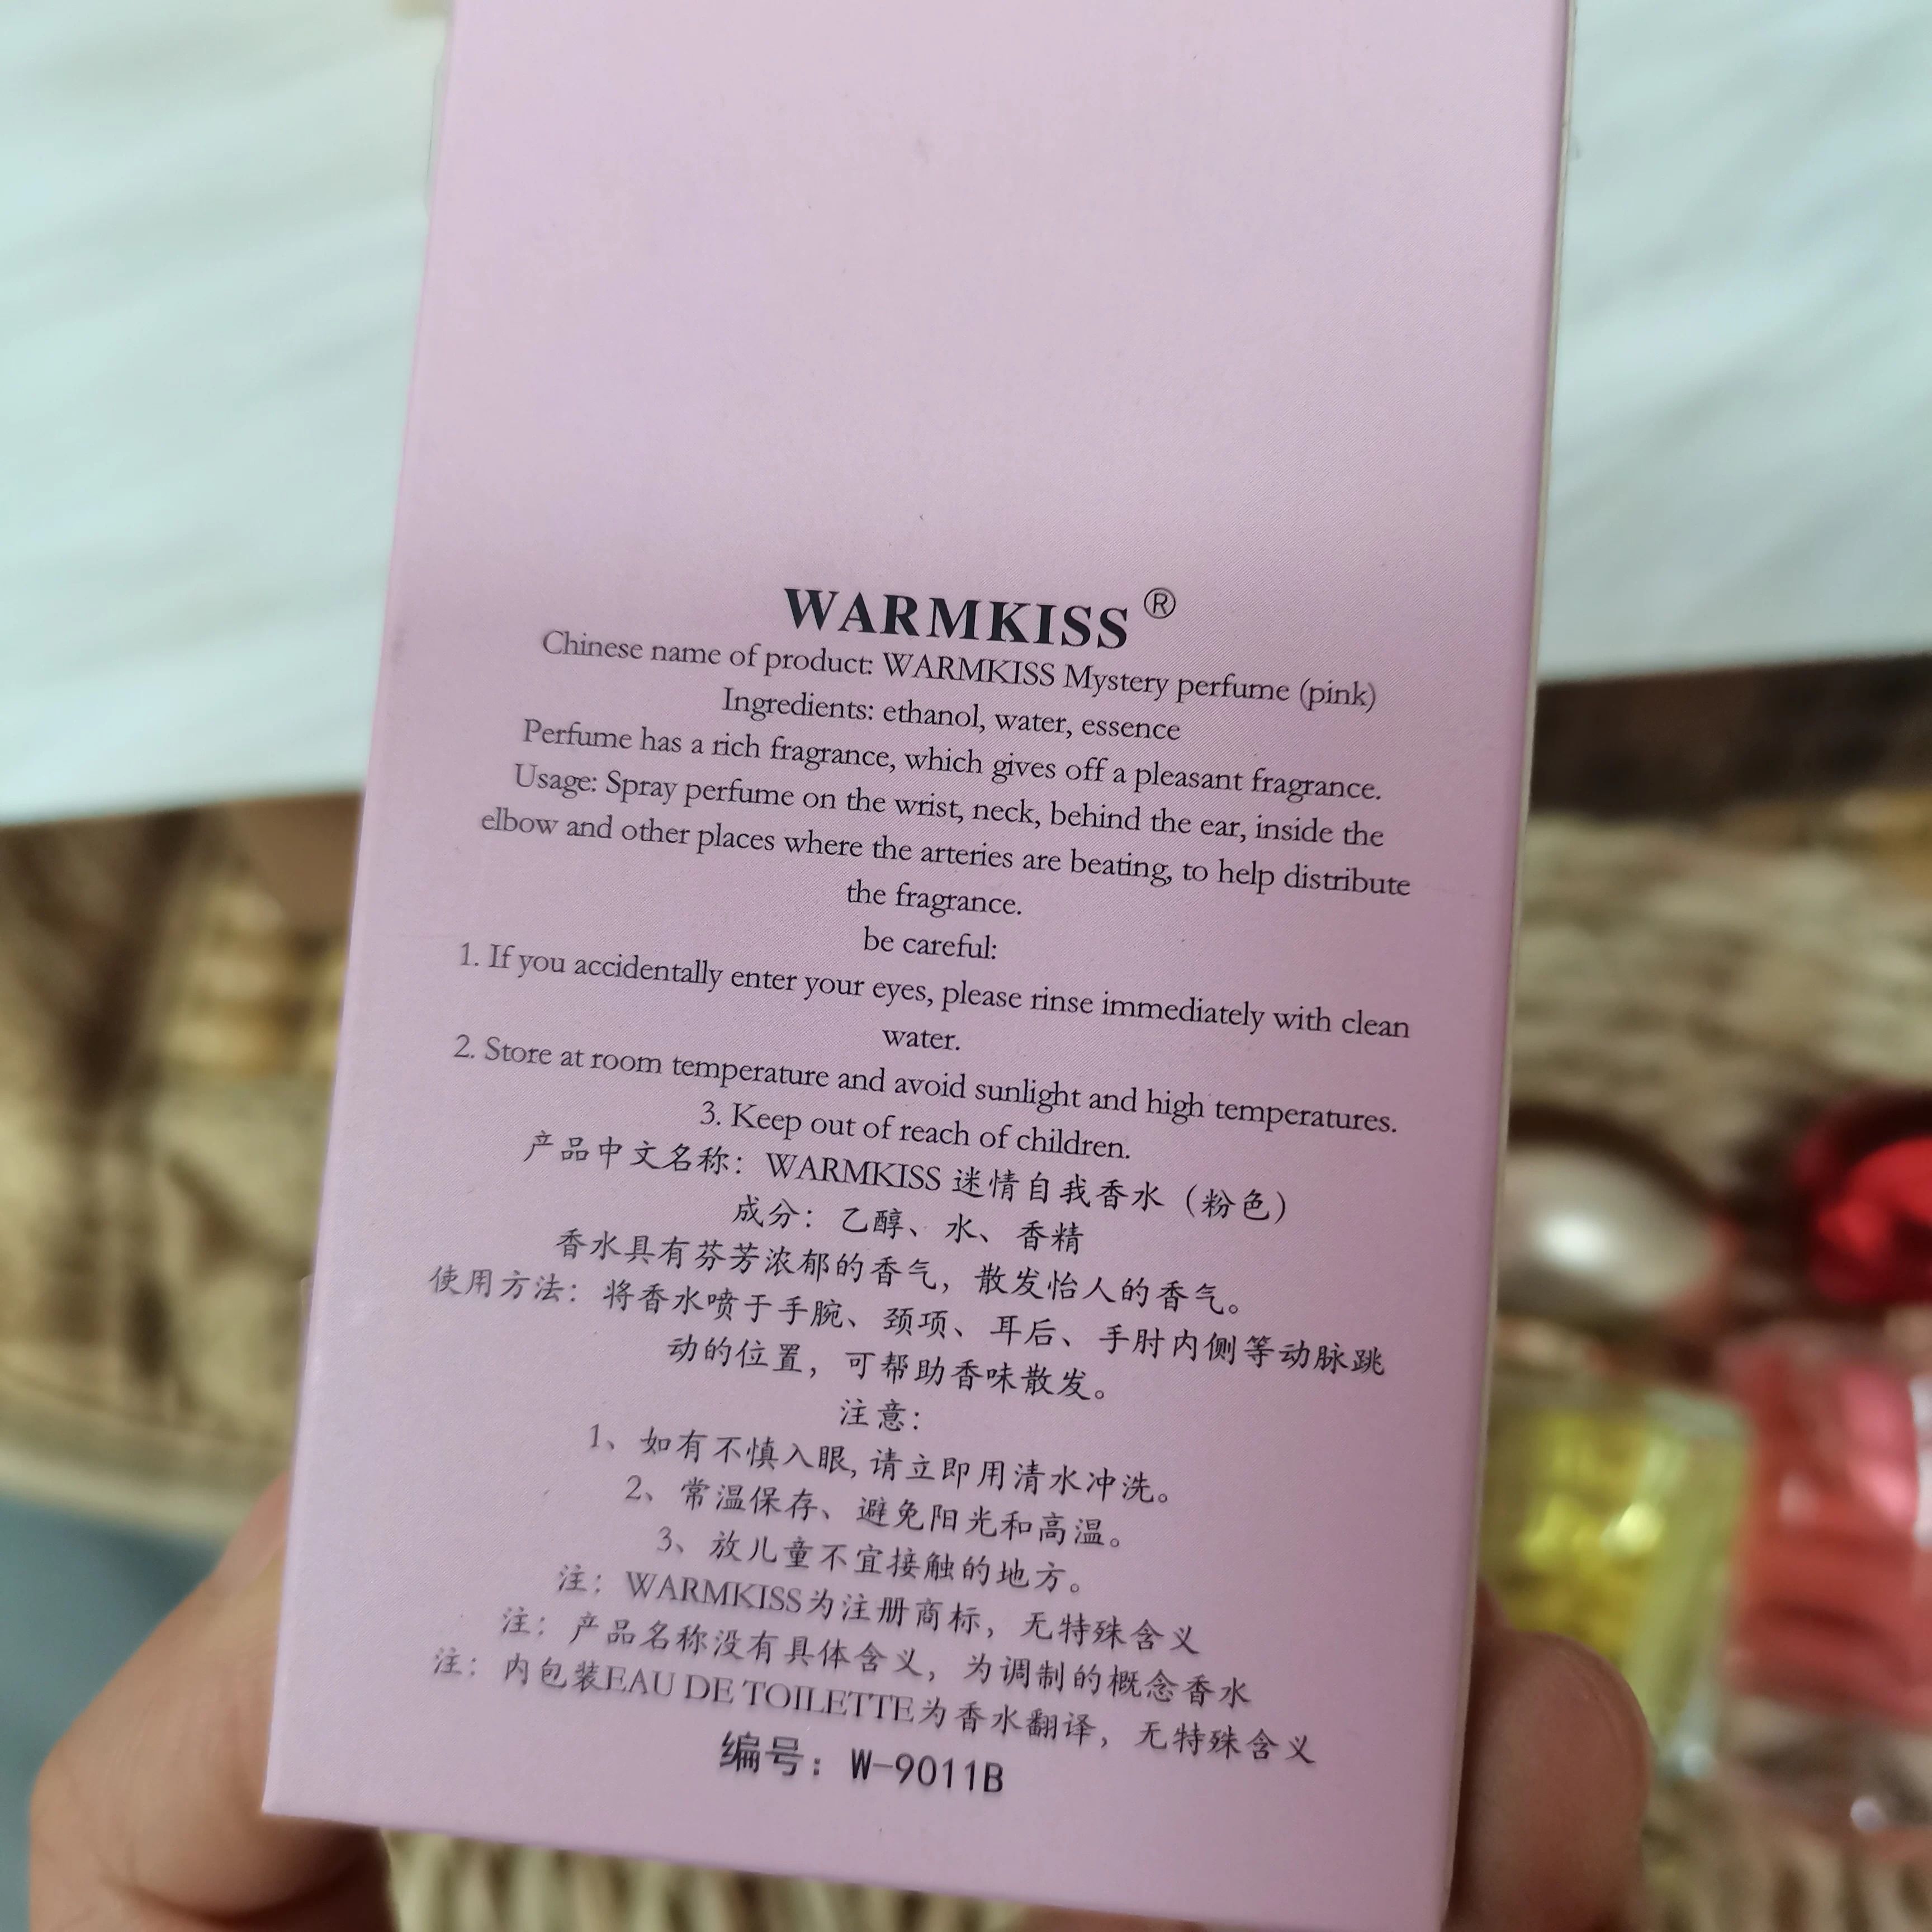 WARMKISS®
Chinese name of product: WARMKISS Mystery perfume (pink)
Ingredients: ethanol, water, essence
Perfume has a rich fragrance, which gives off a pleasant fragrance.
Usage: Spray perfume on the wrist, neck, behind the ear, inside the
elbow and other places where the arteries are beating, to help distribute
the fragrance.
be careful:
1. If you accidentally enter your eyes, please rinse immediately with clean
water.
2. Store at room temperature and avoid sunlight and high temperatures.
3. Keep out of reach of children.
产品中文名称：WARMKISS 迷情自我香水（粉色）
成分：乙醇、水、香精
香水具有芬芳浓郁的香气，散发怡人的香气。
使用方法：将香水喷于手腕、颈项、耳后、手肘内侧等动脉跳
动的位置，可帮助香味散发。
注意：
1、如有不慎入眼,请立即用清水冲洗。
2、常温保存、避免阳光和高温。
3、放儿童不宜接触的地方。
注：WARMKISS为注册商标，无特殊含义
注：产品名称没有具体含义，为调制的概念香水
注：内包装EAU DE TOILETTE为香水翻译，无特殊含义
编号：W-9011B